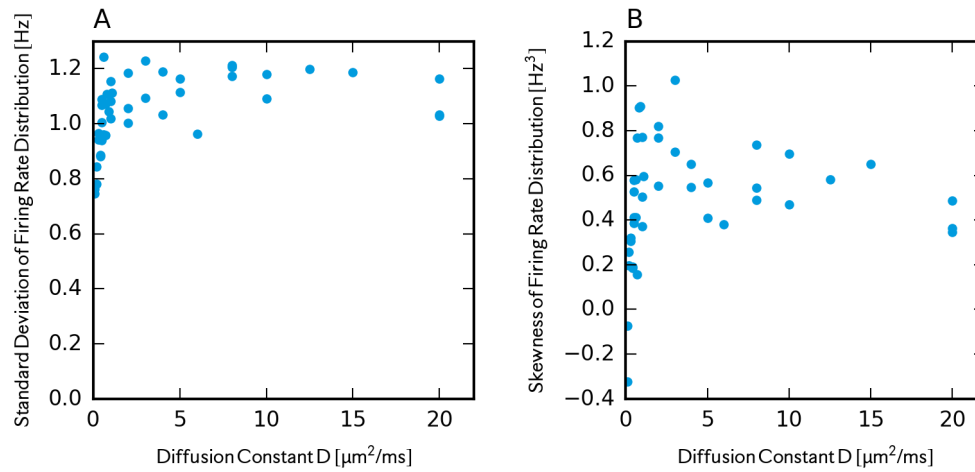 A
Standard Deviation of Firing Rate Distribution [Hz]
1.2
1.0
0.8
0.6
0.4
0.2
0.0
0 5 10 15 20
Diffusion Constant D [μm²/ms]
B
Skewness of Firing Rate Distribution [Hz³]
1.2
1.0
0.8
0.6
0.4
0.2
0.0
−0.2
−0.4
0 5 10 15 20
Diffusion Constant D [μm²/ms]